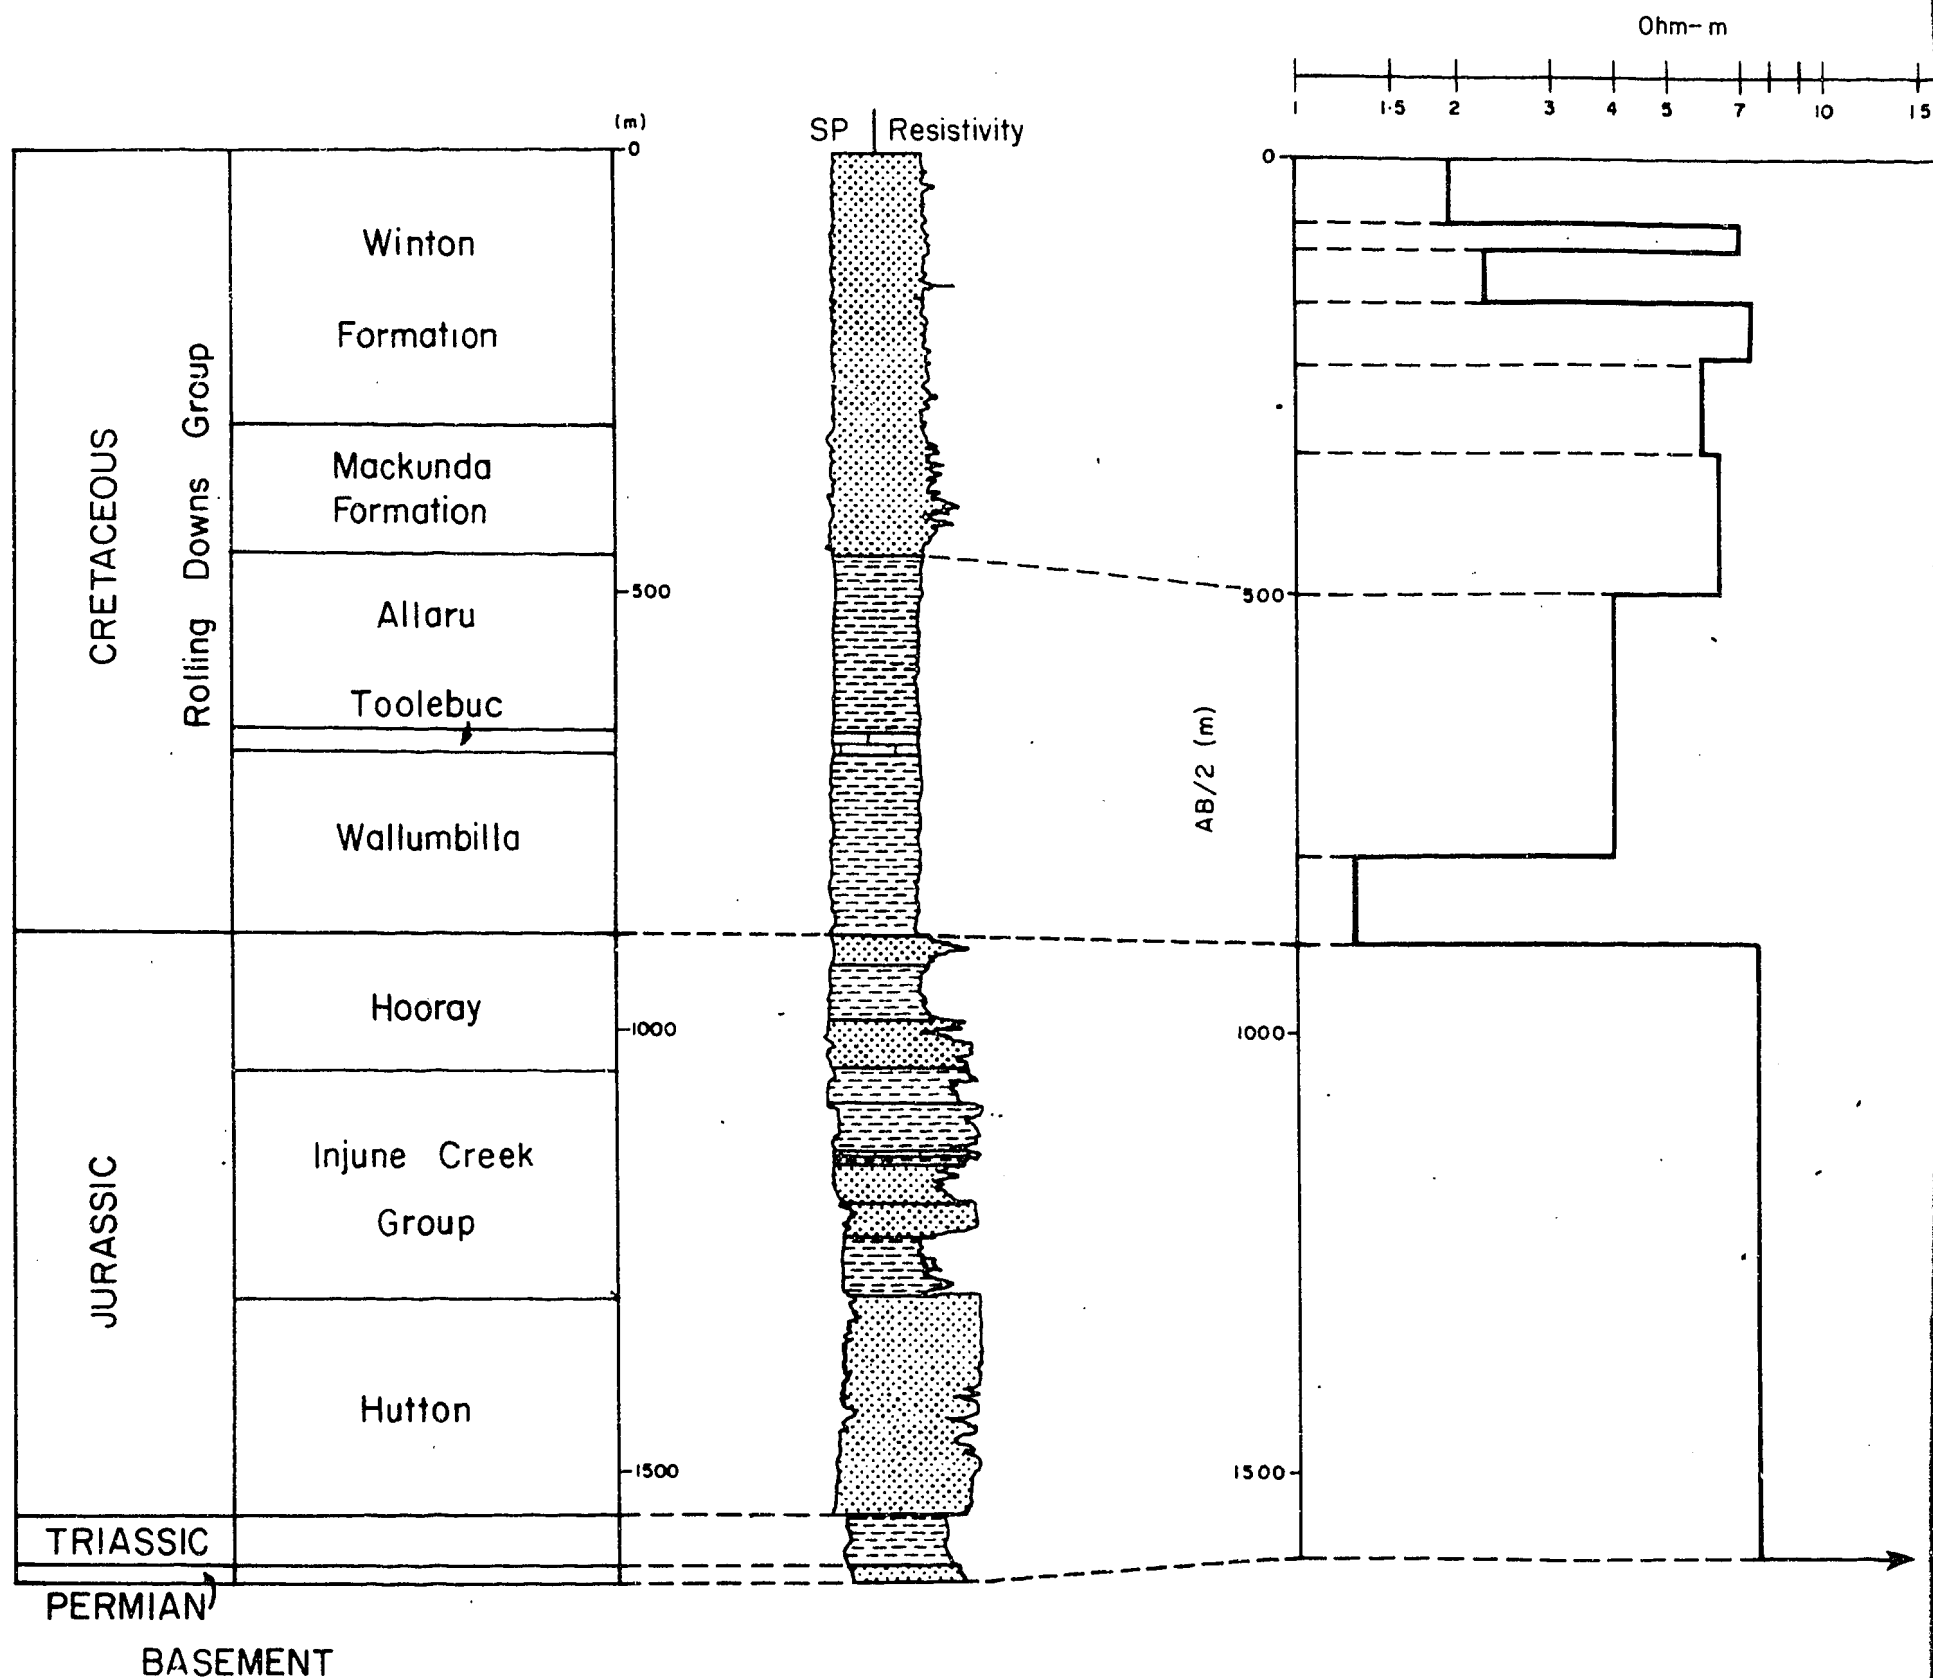 Ohm-m
1 1·5 2 3 4 5 7 10 15
(m)
SP Resistivity
0
0
Winton
Formation
Rolling Downs Group
CRETACEOUS
Mackunda
Formation
500
500
Allaru
Toolebuc
AB/2 (m)
Wallumbilla
Hooray
1000
1000
JURASSIC
Injune Creek
Group
Hutton
1500
1500
TRIASSIC
PERMIAN
BASEMENT